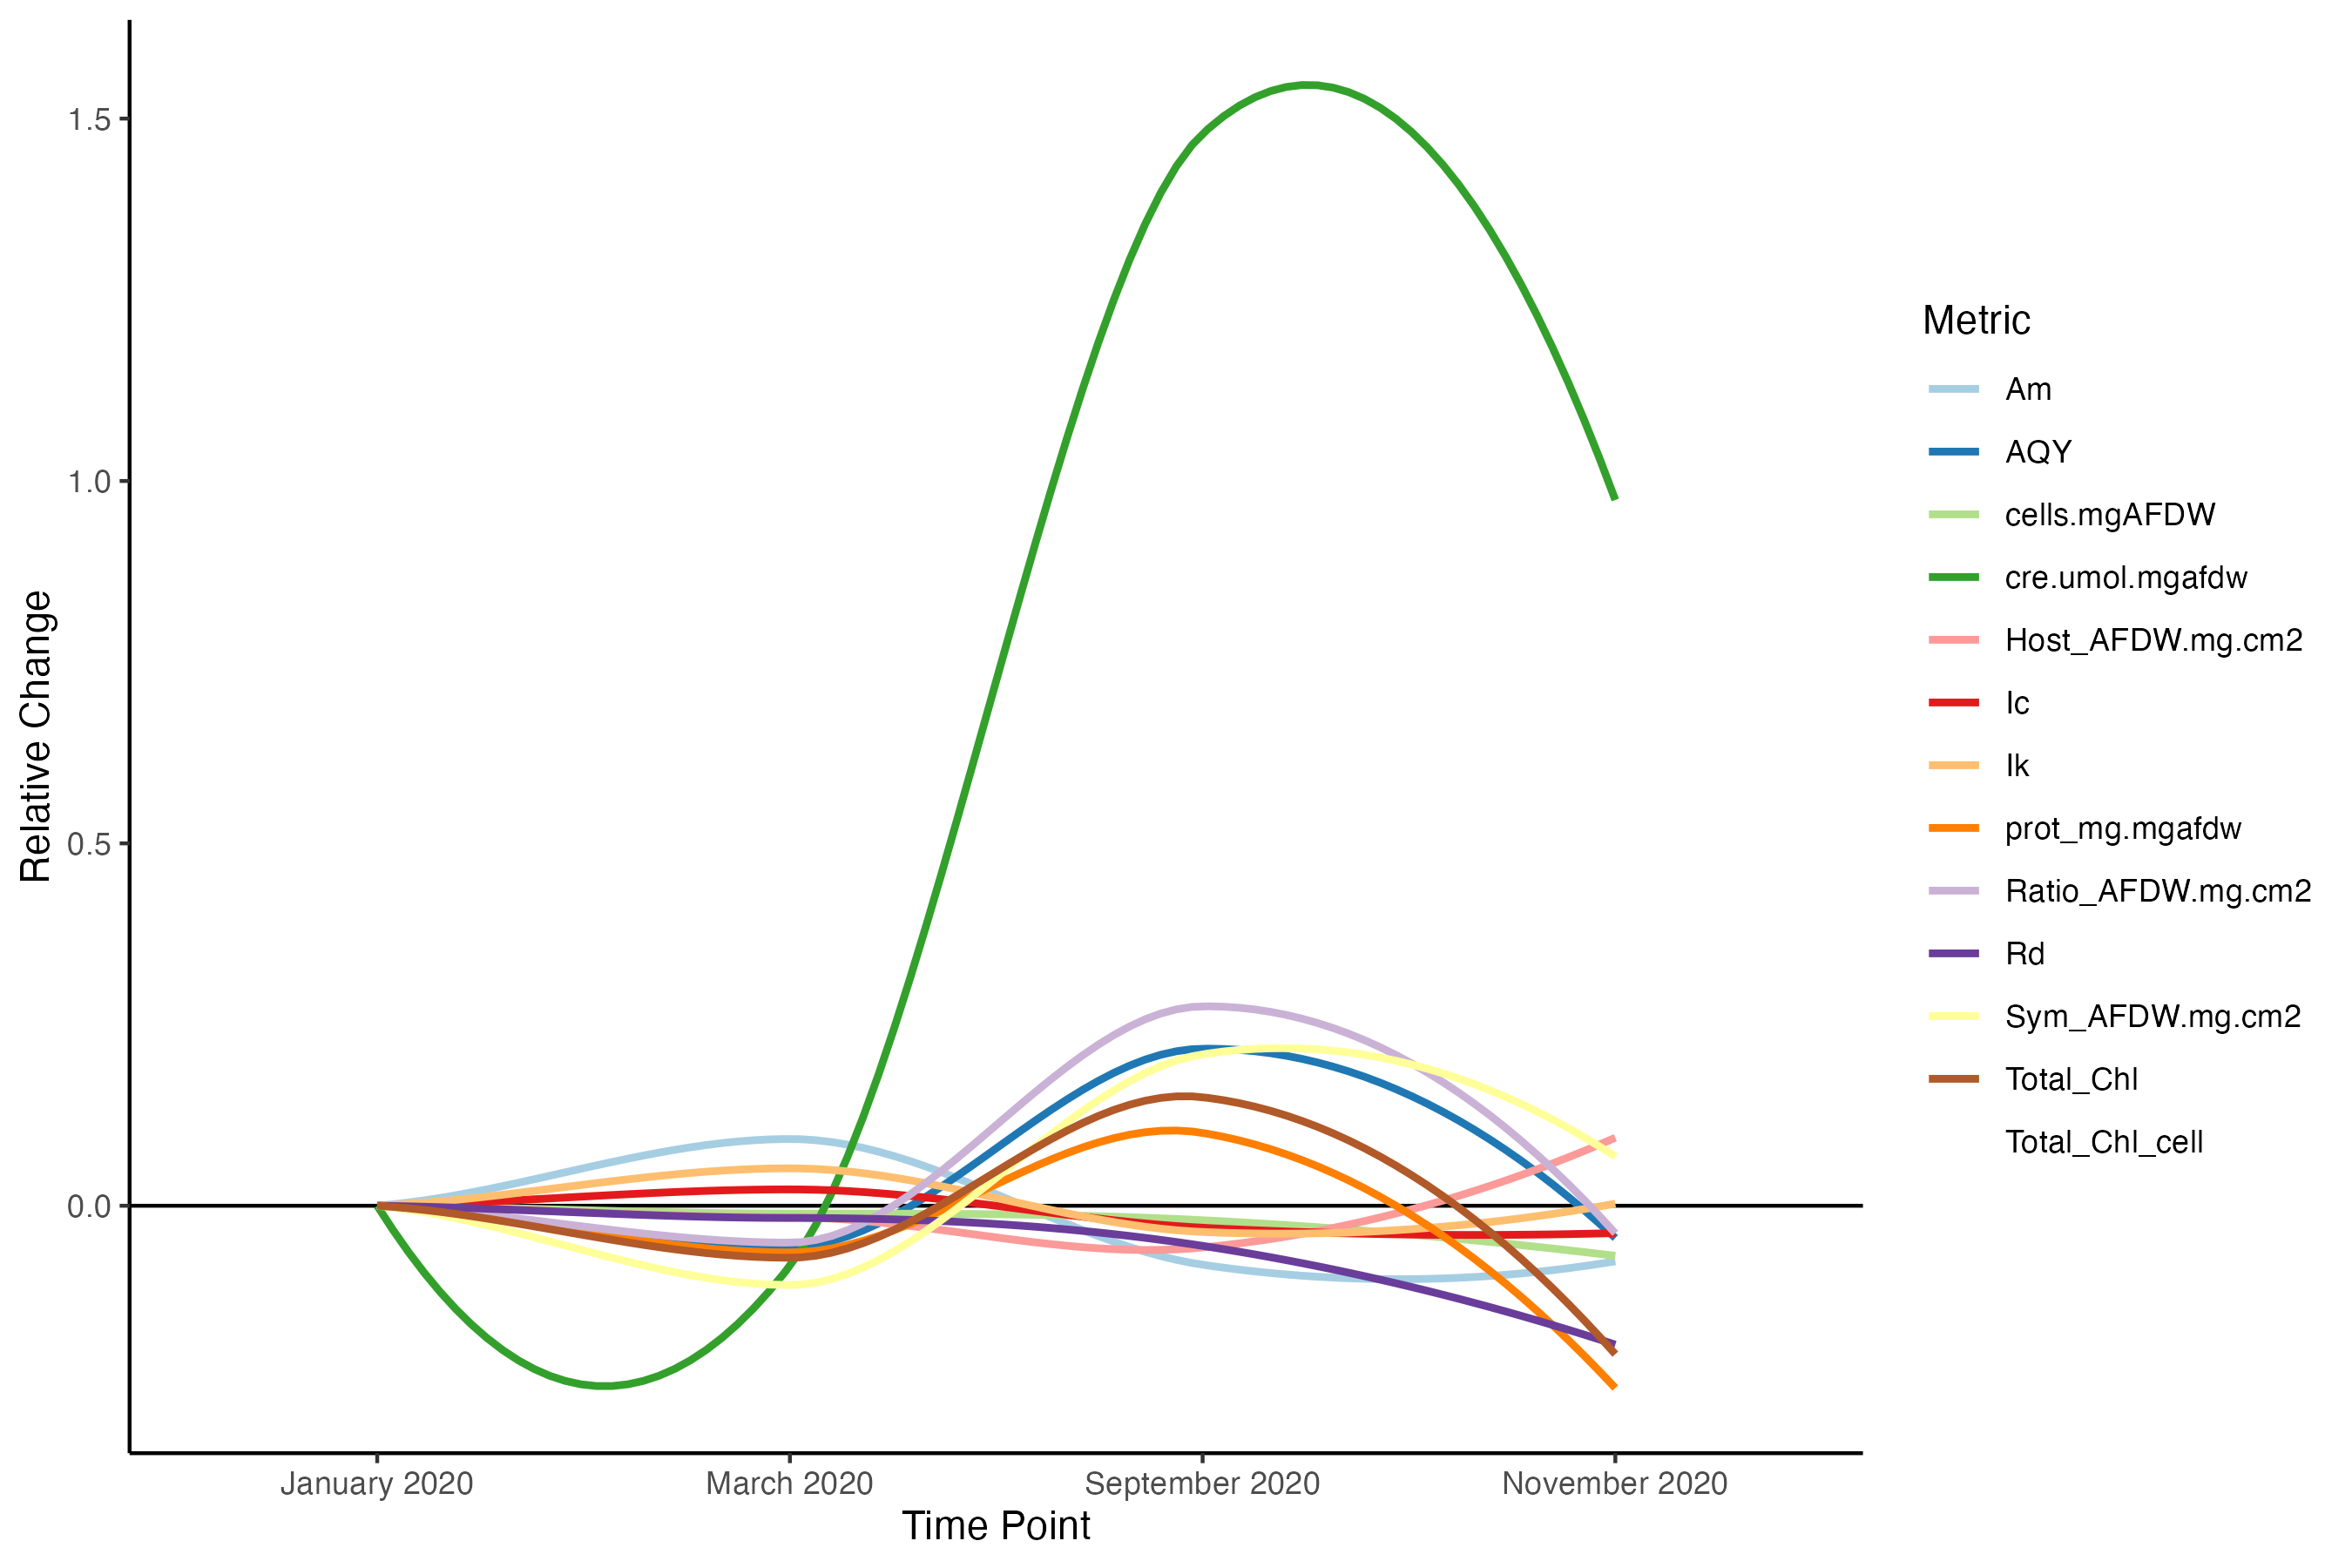 Relative Change
1.5
1.0
0.5
0.0
January 2020
March 2020
September 2020
November 2020
Time Point
Metric
Am
AQY
cells.mgAFDW
cre.umol.mgafdw
Host_AFDW.mg.cm2
Ic
Ik
prot_mg.mgafdw
Ratio_AFDW.mg.cm2
Rd
Sym_AFDW.mg.cm2
Total_Chl
Total_Chl_cell